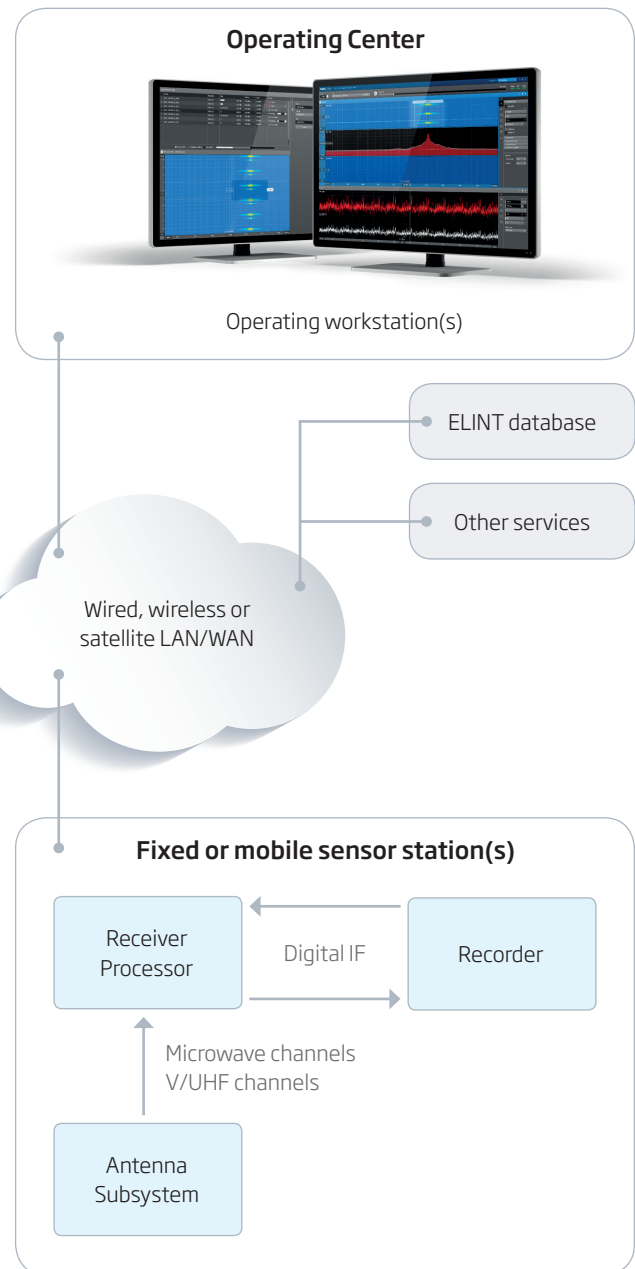 Operating Center
Operating workstation(s)
ELINT database
Other services
Wired, wireless or
satellite LAN/WAN
Fixed or mobile sensor station(s)
Receiver
Processor
Digital IF
Recorder
Microwave channels
V/UHF channels
Antenna
Subsystem